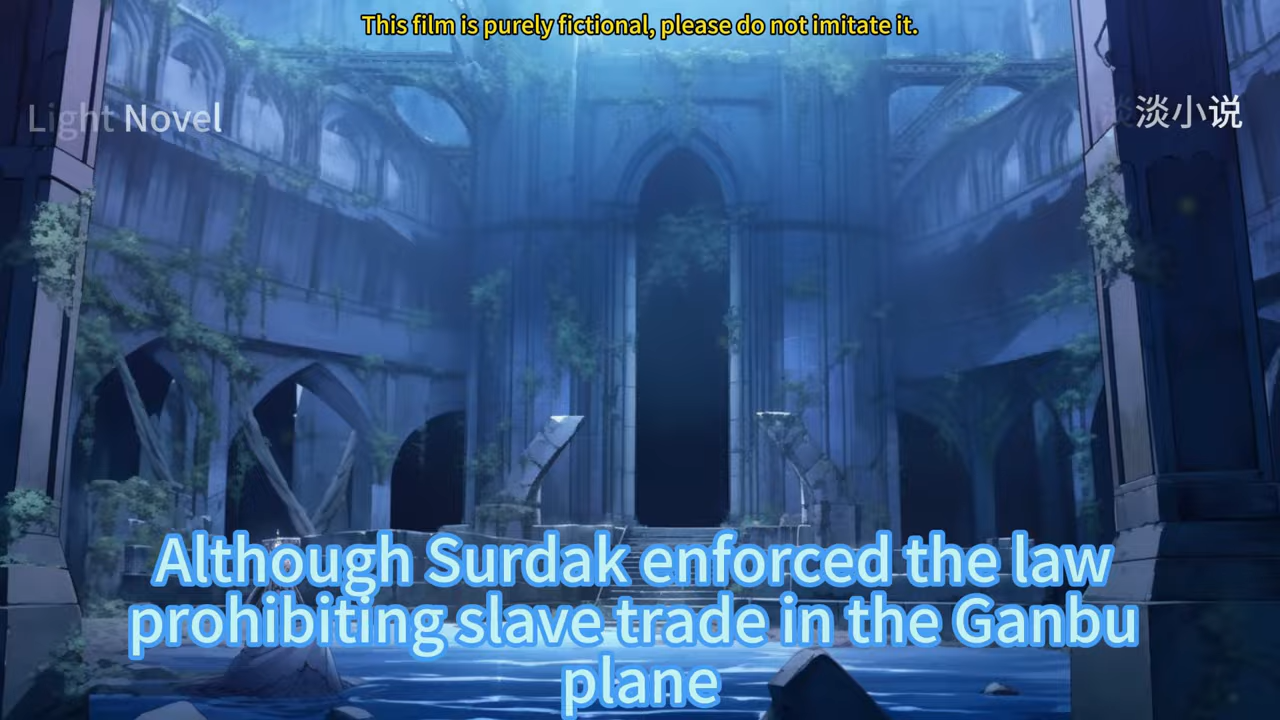 This film is purely fictional, please do not imitate it.
Light Novel
淡淡小说
Although Surdak enforced the law
prohibiting slave trade in the Ganbu
plane